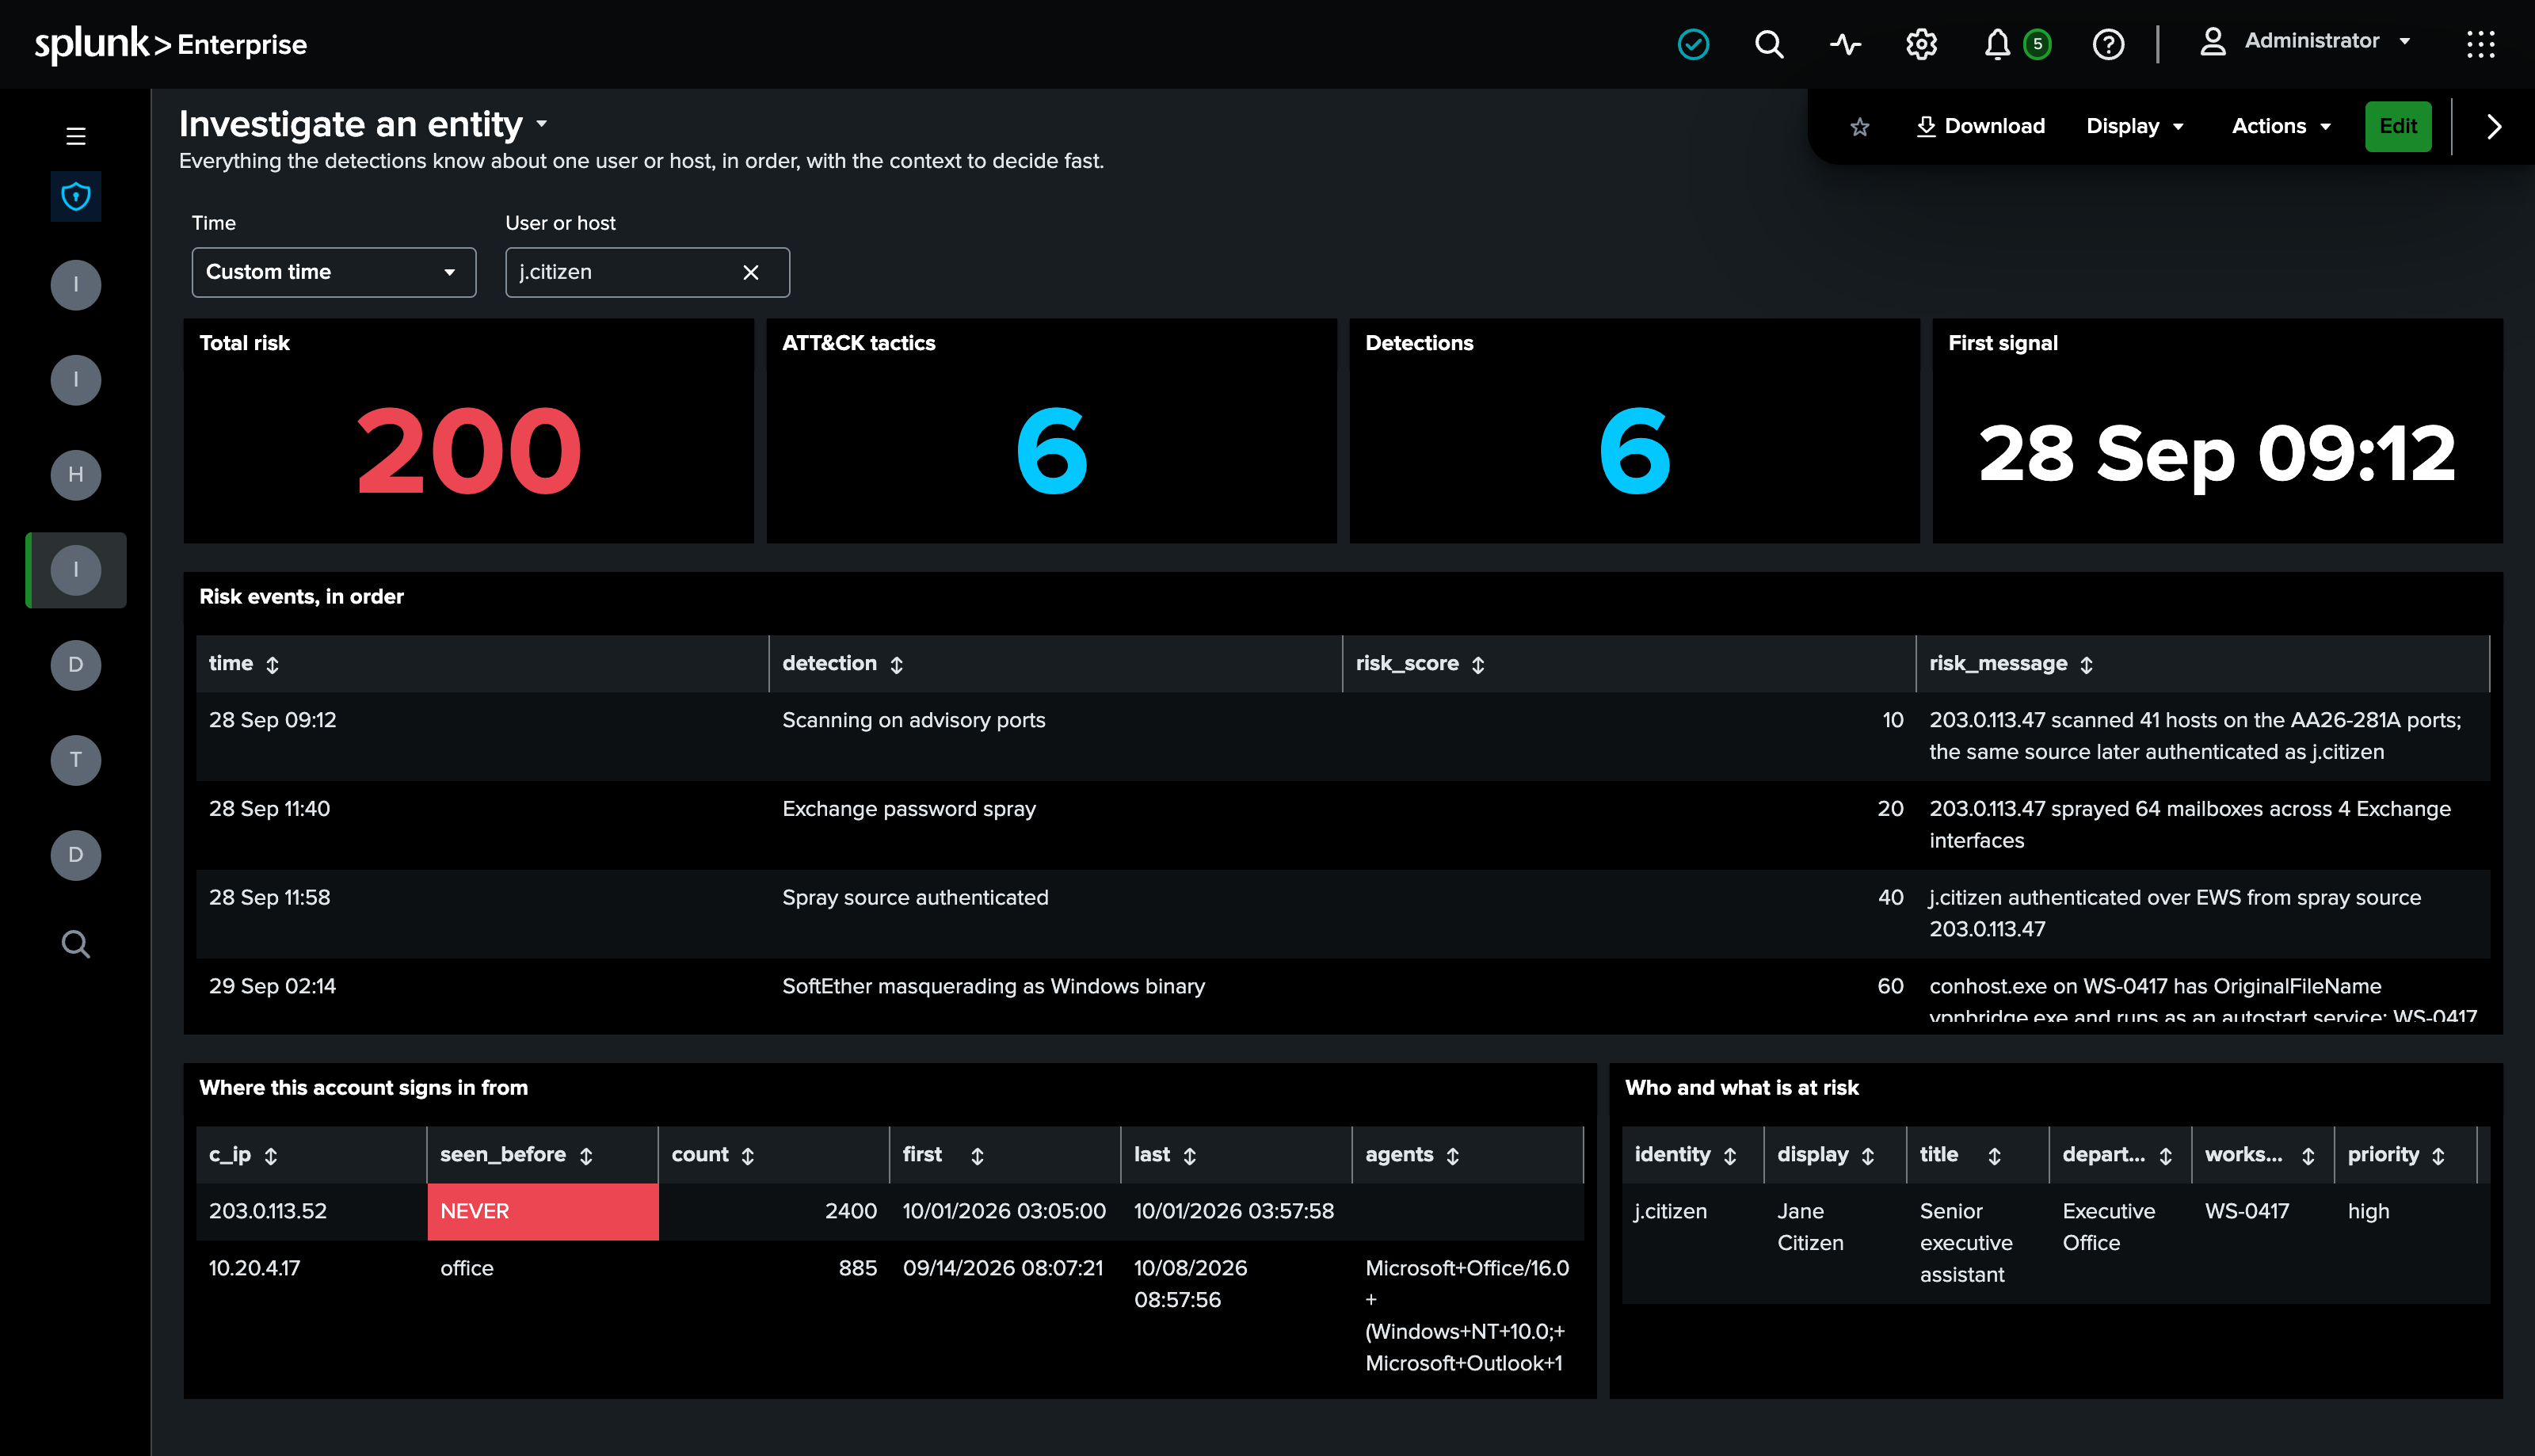 splunk> Enterprise
5
Administrator
Investigate an entity
Everything the detections know about one user or host, in order, with the context to decide fast.
Download
Display
Actions
Edit
Time
User or host
Custom time
j.citizen
I
I
H
I
D
T
D
Total risk
200
ATT&CK tactics
6
Detections
6
First signal
28 Sep 09:12
Risk events, in order
time detection risk_score risk_message
28 Sep 09:12 Scanning on advisory ports 10 203.0.113.47 scanned 41 hosts on the AA26-281A ports;
the same source later authenticated as j.citizen
28 Sep 11:40 Exchange password spray 20 203.0.113.47 sprayed 64 mailboxes across 4 Exchange
interfaces
28 Sep 11:58 Spray source authenticated 40 j.citizen authenticated over EWS from spray source
203.0.113.47
29 Sep 02:14 SoftEther masquerading as Windows binary 60 conhost.exe on WS-0417 has OriginalFileName
vpnbridge.exe and runs as an autostart service; WS-0417
Where this account signs in from
c_ip seen_before count first last agents
203.0.113.52 NEVER 2400 10/01/2026 03:05:00 10/01/2026 03:57:58
10.20.4.17 office 885 09/14/2026 08:07:21 10/08/2026
08:57:56
Microsoft+Office/16.0
+
(Windows+NT+10.0;+
Microsoft+Outlook+1
Who and what is at risk
identity display title depart... works... priority
j.citizen Jane
Citizen
Senior
executive
assistant
Executive
Office
WS-0417 high